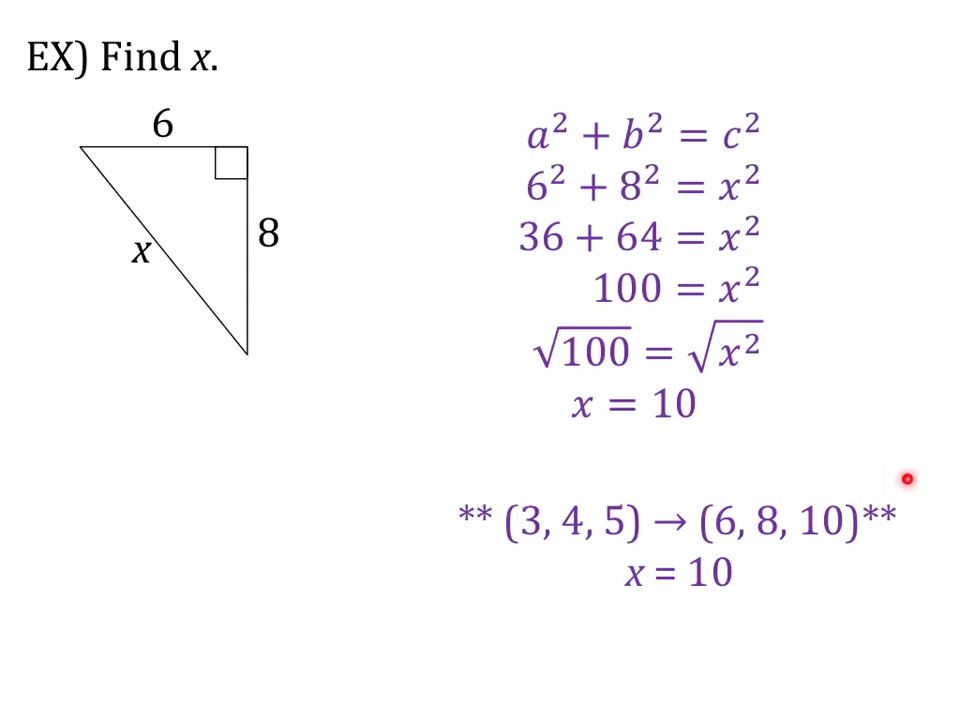 EX) Find x.
6
8
x
a² + b² = c²
6² + 8² = x²
36 + 64 = x²
100 = x²
√100 = √x²
x = 10
** (3, 4, 5) → (6, 8, 10)**
x = 10